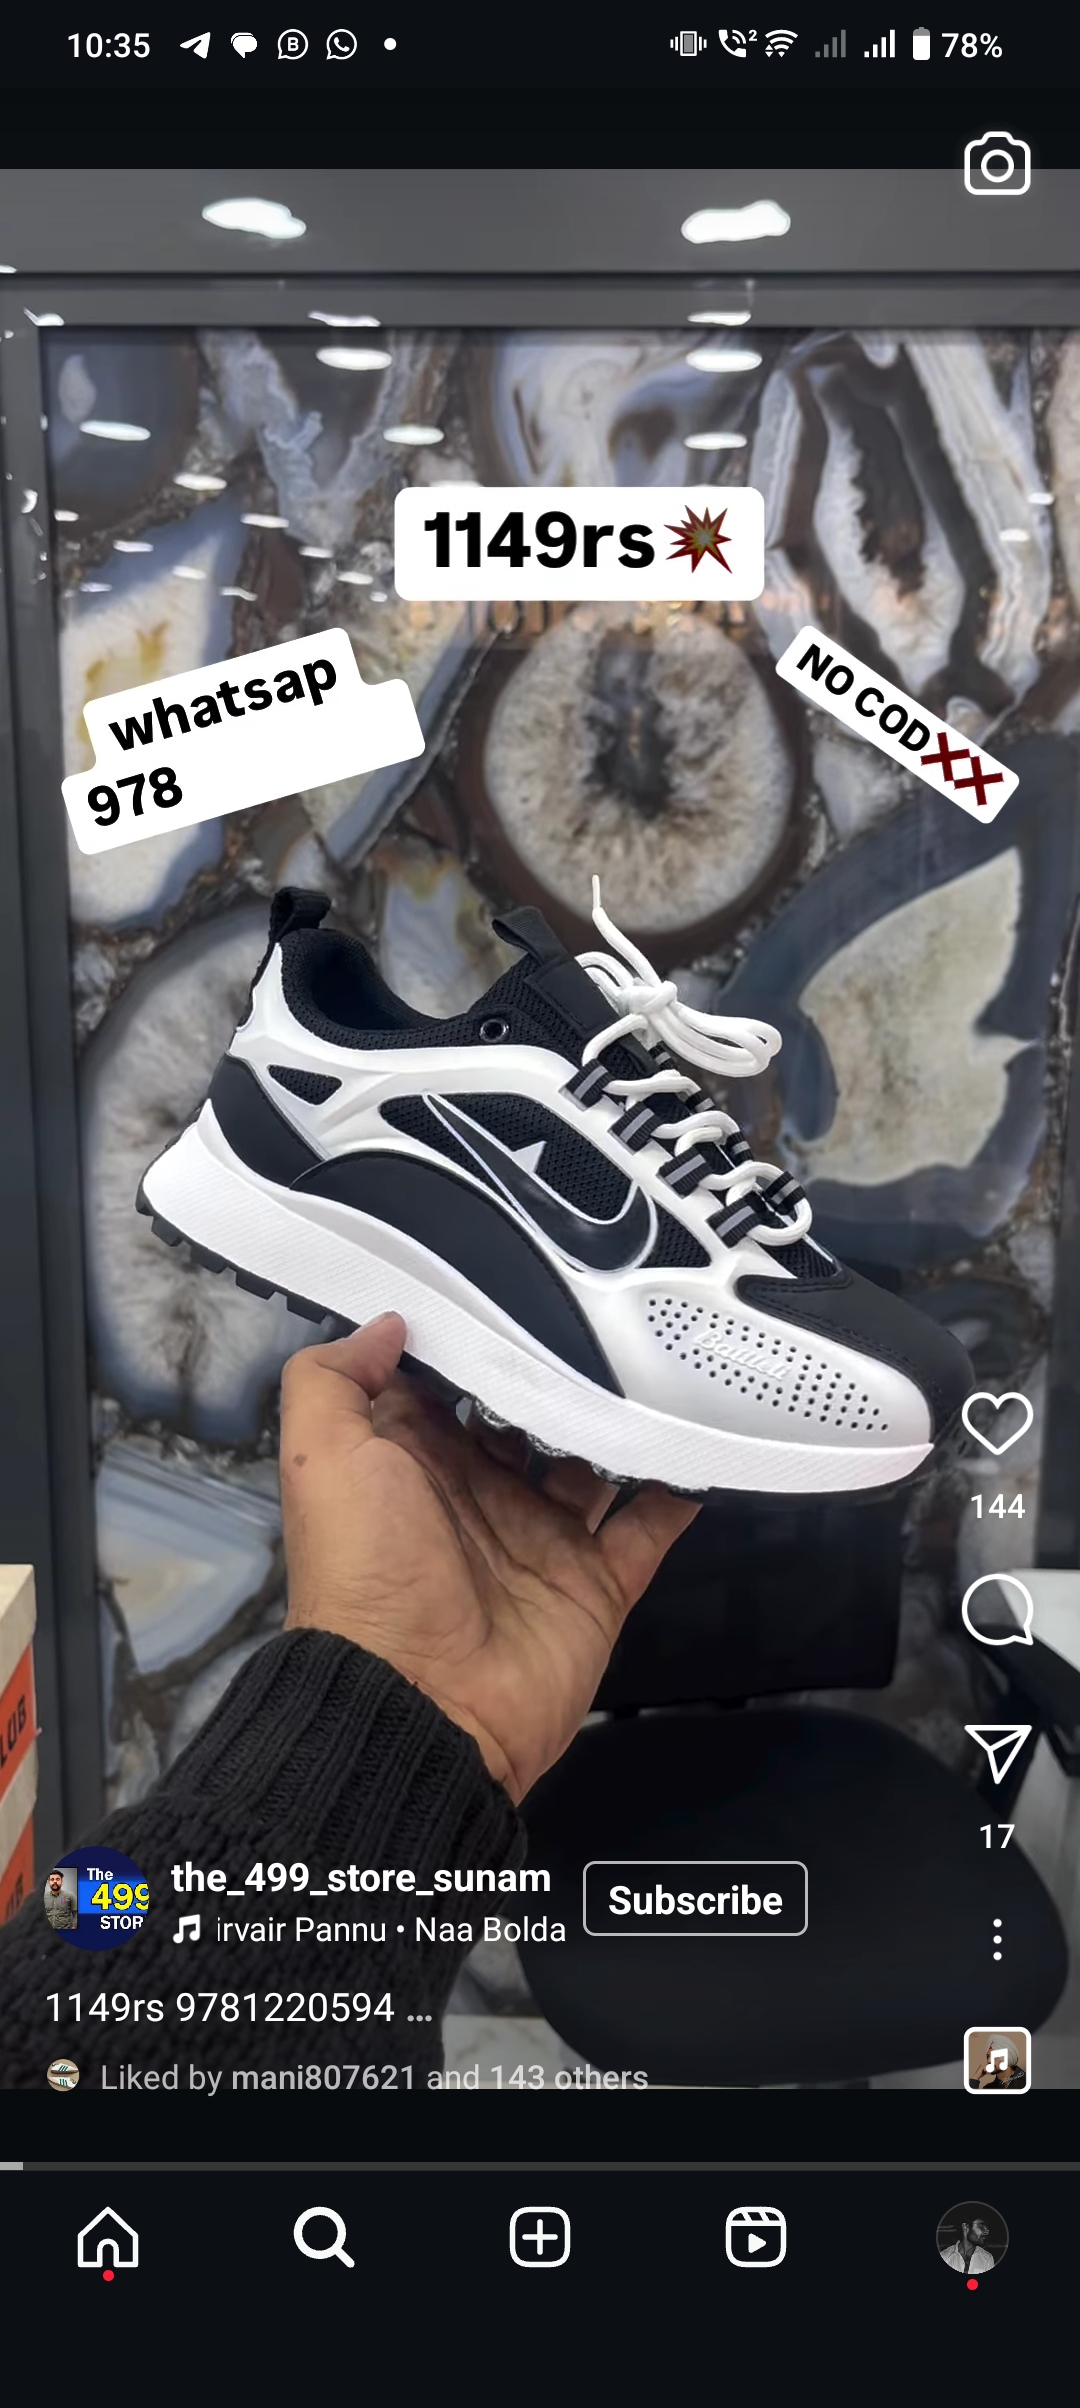 10:35
2
78%
1149rs💥
whatsap
978
NO COD❌❌
144
17
The
499
STOR
the_499_store_sunam
Subscribe
irvair Pannu • Naa Bolda
1149rs 9781220594 ...
Liked by mani807621 and 143 others